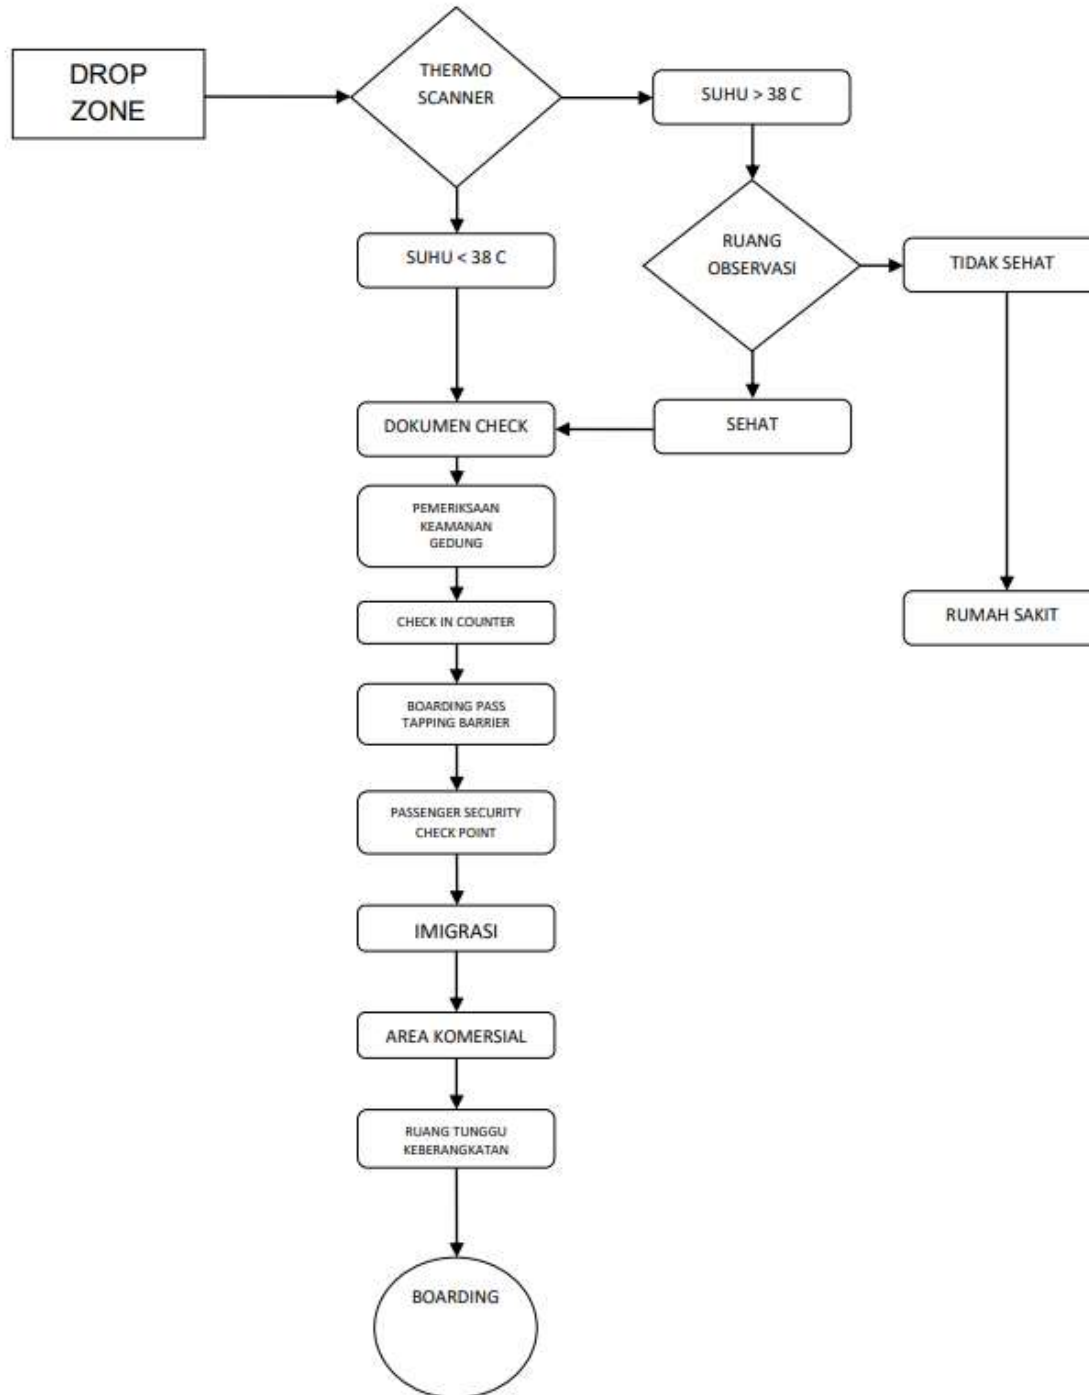 DROP
ZONE
THERMO
SCANNER
SUHU > 38 C
SUHU < 38 C
RUANG
OBSERVASI
TIDAK SEHAT
DOKUMEN CHECK
SEHAT
PEMERIKSAAN
KEAMANAN
GEDUNG
CHECK IN COUNTER
RUMAH SAKIT
BOARDING PASS
TAPPING BARRIER
PASSENGER SECURITY
CHECK POINT
IMIGRASI
AREA KOMERSIAL
RUANG TUNGGU
KEBERANGKATAN
BOARDING